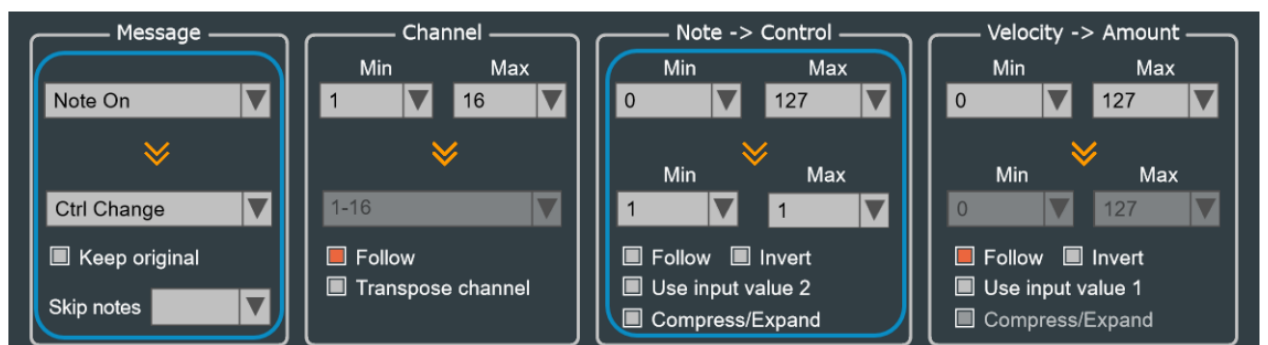 Message
Note On
Ctrl Change
Keep original
Skip notes
Channel
Min Max
1 16
1-16
Follow
Transpose channel
Note -> Control
Min Max
0 127
Min Max
1 1
Follow Invert
Use input value 2
Compress/Expand
Velocity -> Amount
Min Max
0 127
Min Max
0 127
Follow Invert
Use input value 1
Compress/Expand